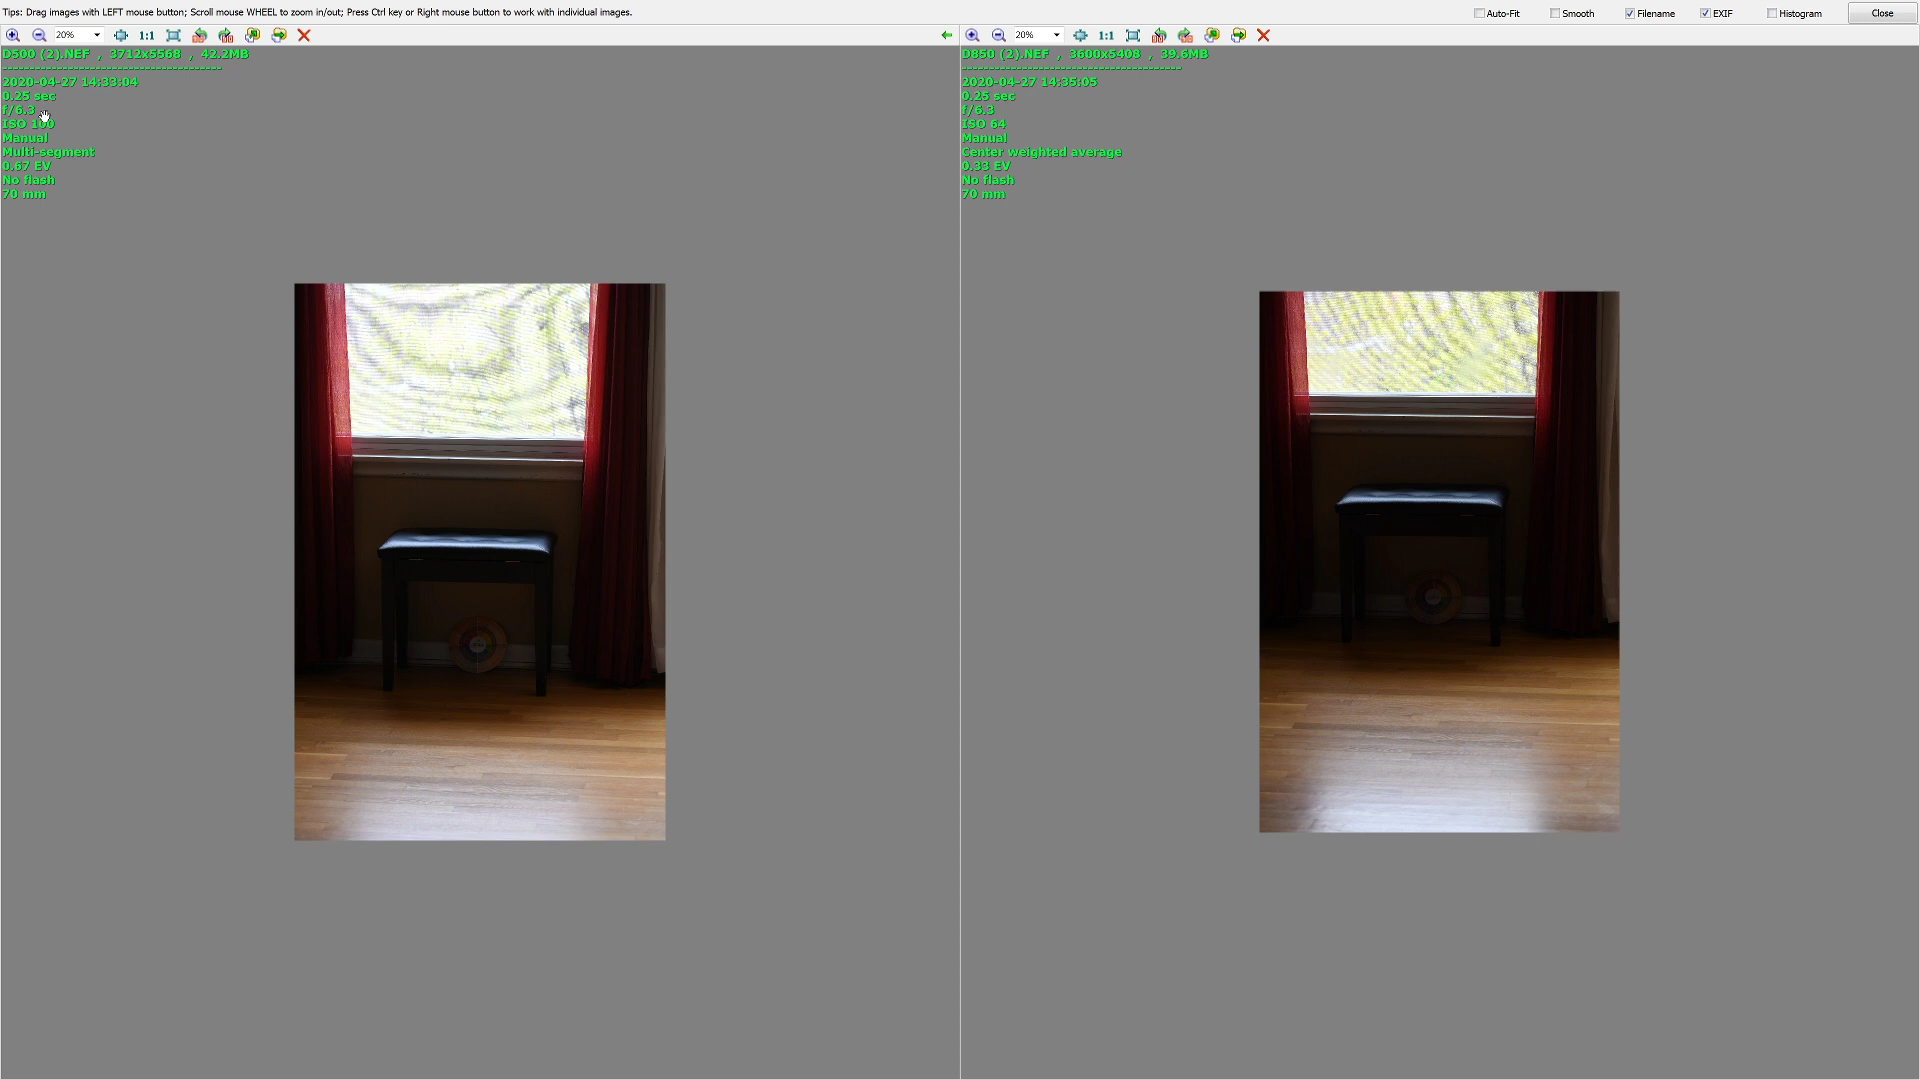 Tips: Drag images with LEFT mouse button; Scroll mouse WHEEL to zoom in/out; Press Ctrl key or Right mouse button to work with individual images.
Auto-Fit Smooth Filename EXIF Histogram Close
20% 1:1
20% 1:1
D500 (2).NEF , 3712x5568 , 42.2MB
----------------------------------------
2020-04-27 14:33:04
0.25 sec
f/6.3
ISO 100
Manual
Multi-segment
0.67 EV
No flash
70 mm
D850 (2).NEF , 3600x5408 , 39.6MB
----------------------------------------
2020-04-27 14:35:05
0.25 sec
f/6.3
ISO 64
Manual
Center weighted average
0.33 EV
No flash
70 mm